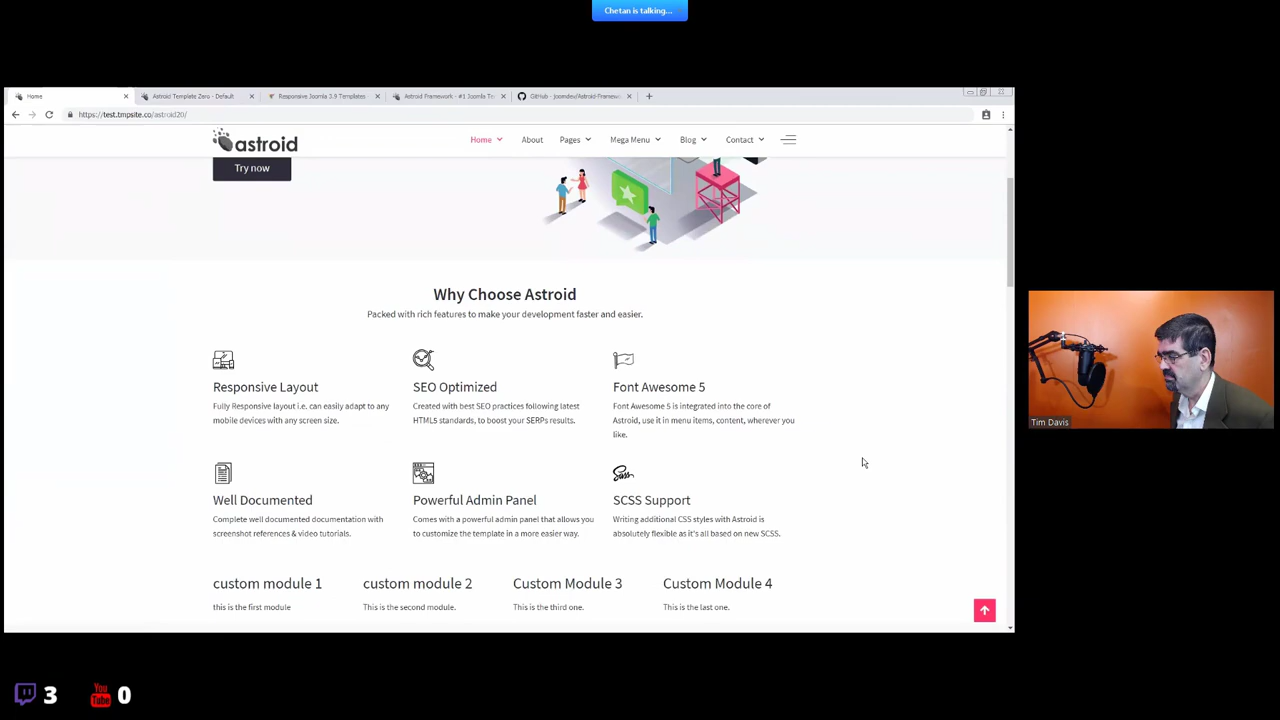 Chetan is talking...
Home
Astroid Template Zero - Default
Responsive Joomla 3.9 Templates
Astroid Framework - #1 Joomla T
GitHub - joomdev/Astroid-Framew
https://test.tmpsite.co/astroid20/
astroid
Home
About
Pages
Mega Menu
Blog
Contact
Try now
Why Choose Astroid
Packed with rich features to make your development faster and easier.
Responsive Layout
Fully Responsive layout i.e. can easily adapt to any
mobile devices with any screen size.
SEO Optimized
Created with best SEO practices following latest
HTML5 standards, to boost your SERPs results.
Font Awesome 5
Font Awesome 5 is integrated into the core of
Astroid, use it in menu items, content, wherever you
like.
Well Documented
Complete well documented documentation with
screenshot references & video tutorials.
Powerful Admin Panel
Comes with a powerful admin panel that allows you
to customize the template in a more easier way.
Sass
SCSS Support
Writing additional CSS styles with Astroid is
absolutely flexible as it's all based on new SCSS.
custom module 1
this is the first module
custom module 2
This is the second module.
Custom Module 3
This is the third one.
Custom Module 4
This is the last one.
Tim Davis
3
You
Tube
0